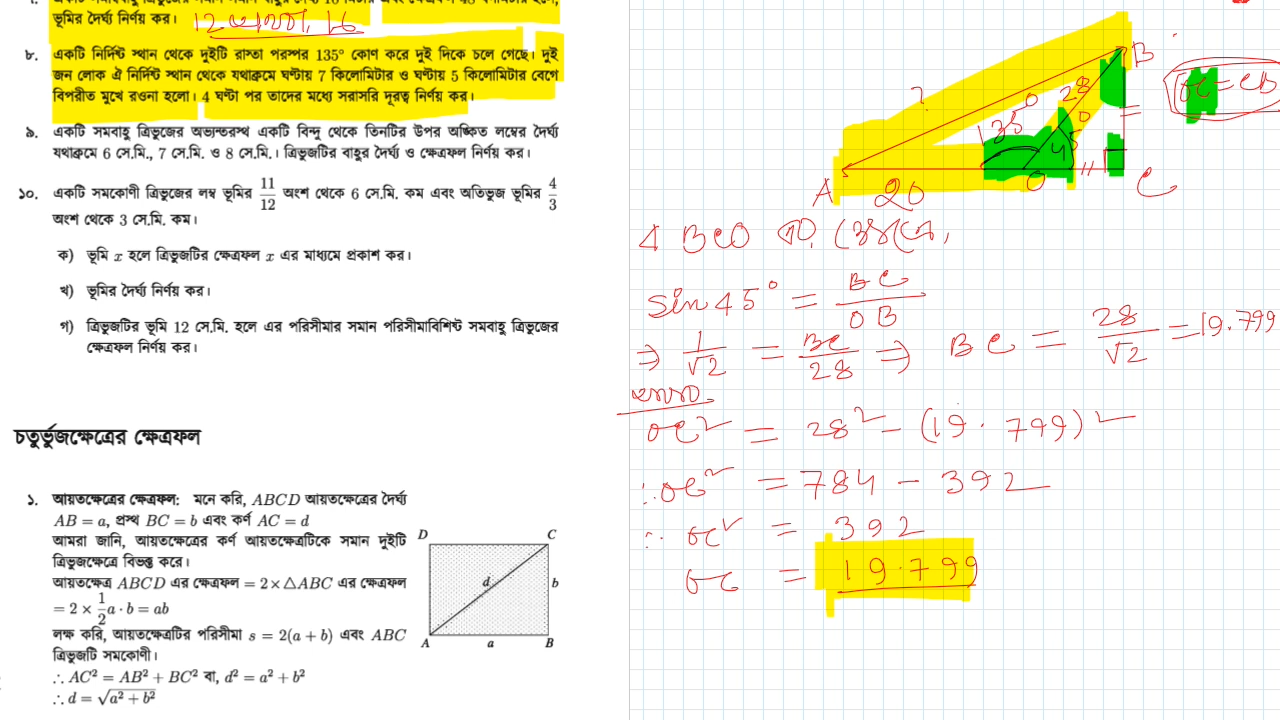 ভূমির দৈর্ঘ্য নির্ণয় কর।
12 অথবা, 16
৮. একটি নির্দিষ্ট স্থান থেকে দুইটি রাস্তা পরস্পর 135° কোণ করে দুই দিকে চলে গেছে। দুই
জন লোক ঐ নির্দিষ্ট স্থান থেকে যথাক্রমে ঘণ্টায় 7 কিলোমিটার ও ঘণ্টায় 5 কিলোমিটার বেগে
বিপরীত মুখে রওনা হলো। 4 ঘণ্টা পর তাদের মধ্যে সরাসরি দূরত্ব নির্ণয় কর।
৯. একটি সমবাহু ত্রিভুজের অভ্যন্তরস্থ একটি বিন্দু থেকে তিনটির উপর অঙ্কিত লম্বের দৈর্ঘ্য
যথাক্রমে 6 সে.মি., 7 সে.মি. ও 8 সে.মি.। ত্রিভুজটির বাহুর দৈর্ঘ্য ও ক্ষেত্রফল নির্ণয় কর।
১০. একটি সমকোণী ত্রিভুজের লম্ব ভূমির 11/12 অংশ থেকে 6 সে.মি. কম এবং অতিভুজ ভূমির 4/3
অংশ থেকে 3 সে.মি. কম।
ক) ভূমি x হলে ত্রিভুজটির ক্ষেত্রফল x এর মাধ্যমে প্রকাশ কর।
খ) ভূমির দৈর্ঘ্য নির্ণয় কর।
গ) ত্রিভুজটির ভূমি 12 সে.মি. হলে এর পরিসীমার সমান পরিসীমাবিশিষ্ট সমবাহু ত্রিভুজের
ক্ষেত্রফল নির্ণয় কর।
চতুর্ভুজক্ষেত্রের ক্ষেত্রফল
১. আয়তক্ষেত্রের ক্ষেত্রফল: মনে করি, ABCD আয়তক্ষেত্রের দৈর্ঘ্য
AB = a, প্রস্থ BC = b এবং কর্ণ AC = d
আমরা জানি, আয়তক্ষেত্রের কর্ণ আয়তক্ষেত্রটিকে সমান দুইটি
ত্রিভুজক্ষেত্রে বিভক্ত করে।
আয়তক্ষেত্র ABCD এর ক্ষেত্রফল = 2 × △ABC এর ক্ষেত্রফল
= 2 × 1/2 a · b = ab
লক্ষ করি, আয়তক্ষেত্রটির পরিসীমা s = 2(a + b) এবং ABC
ত্রিভুজটি সমকোণী।
∴ AC² = AB² + BC² বা, d² = a² + b²
∴ d = √(a² + b²)
D C
d b
A a B
B
?
135° 28
45°
A 20 O C
OC = CB
Δ BCO এর ক্ষেত্রে,
sin 45° = BC/OB
⇒ 1/√2 = BC/28 ⇒ BC = 28/√2 = 19.799
OC² = 28² − (19.799)²
∴ OC² = 784 − 392
∴ OC² = 392
OC = 19.799